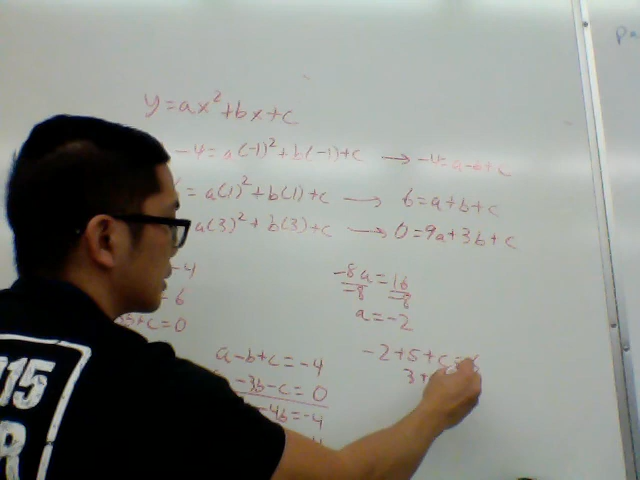 y=ax²+bx+c
-4=a(-1)²+b(-1)+c → -4=a-b+c
=a(1)²+b(1)+c → 6=a+b+c
a(3)²+b(3)+c → 0=9a+3b+c
-4
-6
+c=0
-8a=16
-8 -8
a=-2
a-b+c=-4
-3b-c=0
-4b=-4
-2+5+c=
3+
15
R